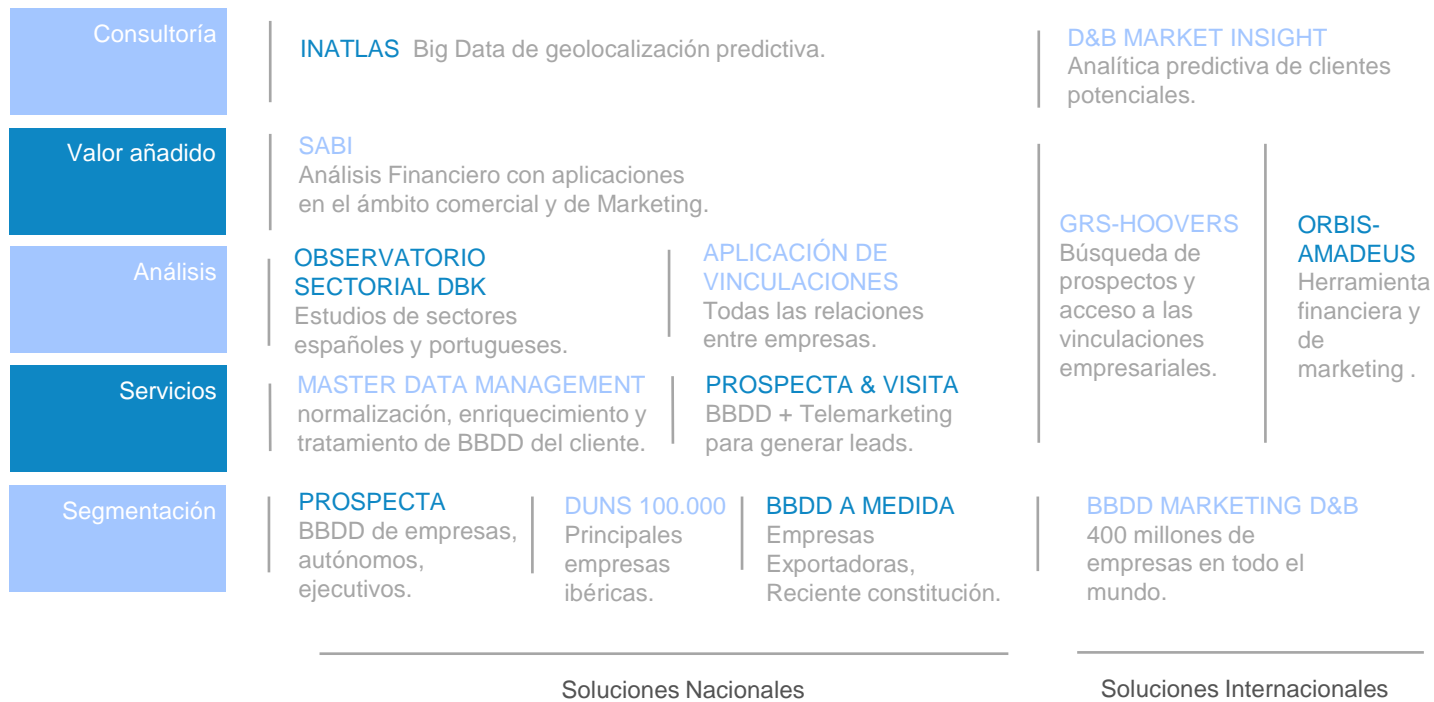 Consultoría
INATLAS Big Data de geolocalización predictiva.
D&B MARKET INSIGHT
Analítica predictiva de clientes
potenciales.
Valor añadido
SABI
Análisis Financiero con aplicaciones
en el ámbito comercial y de Marketing.
Análisis
OBSERVATORIO
SECTORIAL DBK
Estudios de sectores
españoles y portugueses.
APLICACIÓN DE
VINCULACIONES
Todas las relaciones
entre empresas.
GRS-HOOVERS
Búsqueda de
prospectos y
acceso a las
vinculaciones
empresariales.
ORBIS-
AMADEUS
Herramienta
financiera y
de
marketing .
Servicios
MASTER DATA MANAGEMENT
normalización, enriquecimiento y
tratamiento de BBDD del cliente.
PROSPECTA & VISITA
BBDD + Telemarketing
para generar leads.
Segmentación
PROSPECTA
BBDD de empresas,
autónomos,
ejecutivos.
DUNS 100.000
Principales
empresas
ibéricas.
BBDD A MEDIDA
Empresas
Exportadoras,
Reciente constitución.
BBDD MARKETING D&B
400 millones de
empresas en todo el
mundo.
Soluciones Nacionales
Soluciones Internacionales